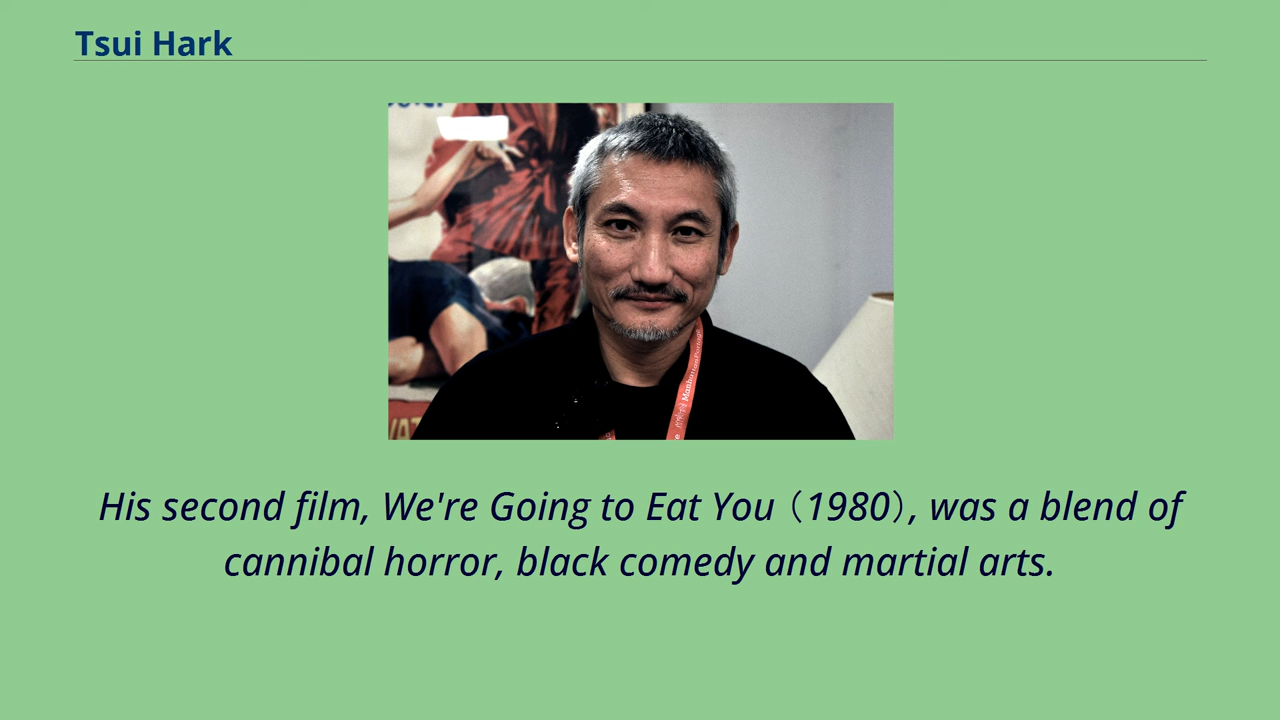 Tsui Hark
His second film, We're Going to Eat You（1980）, was a blend of
cannibal horror, black comedy and martial arts.